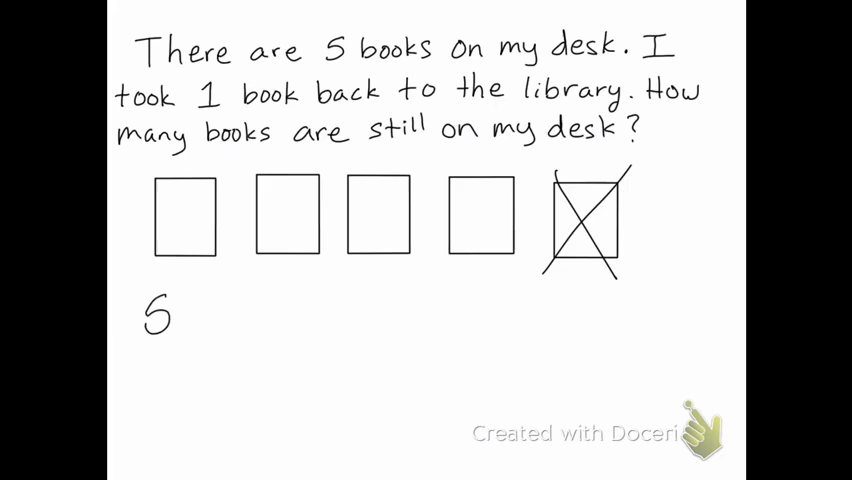 There are 5 books on my desk. I
took 1 book back to the library. How
many books are still on my desk?
5
Created with Doceri